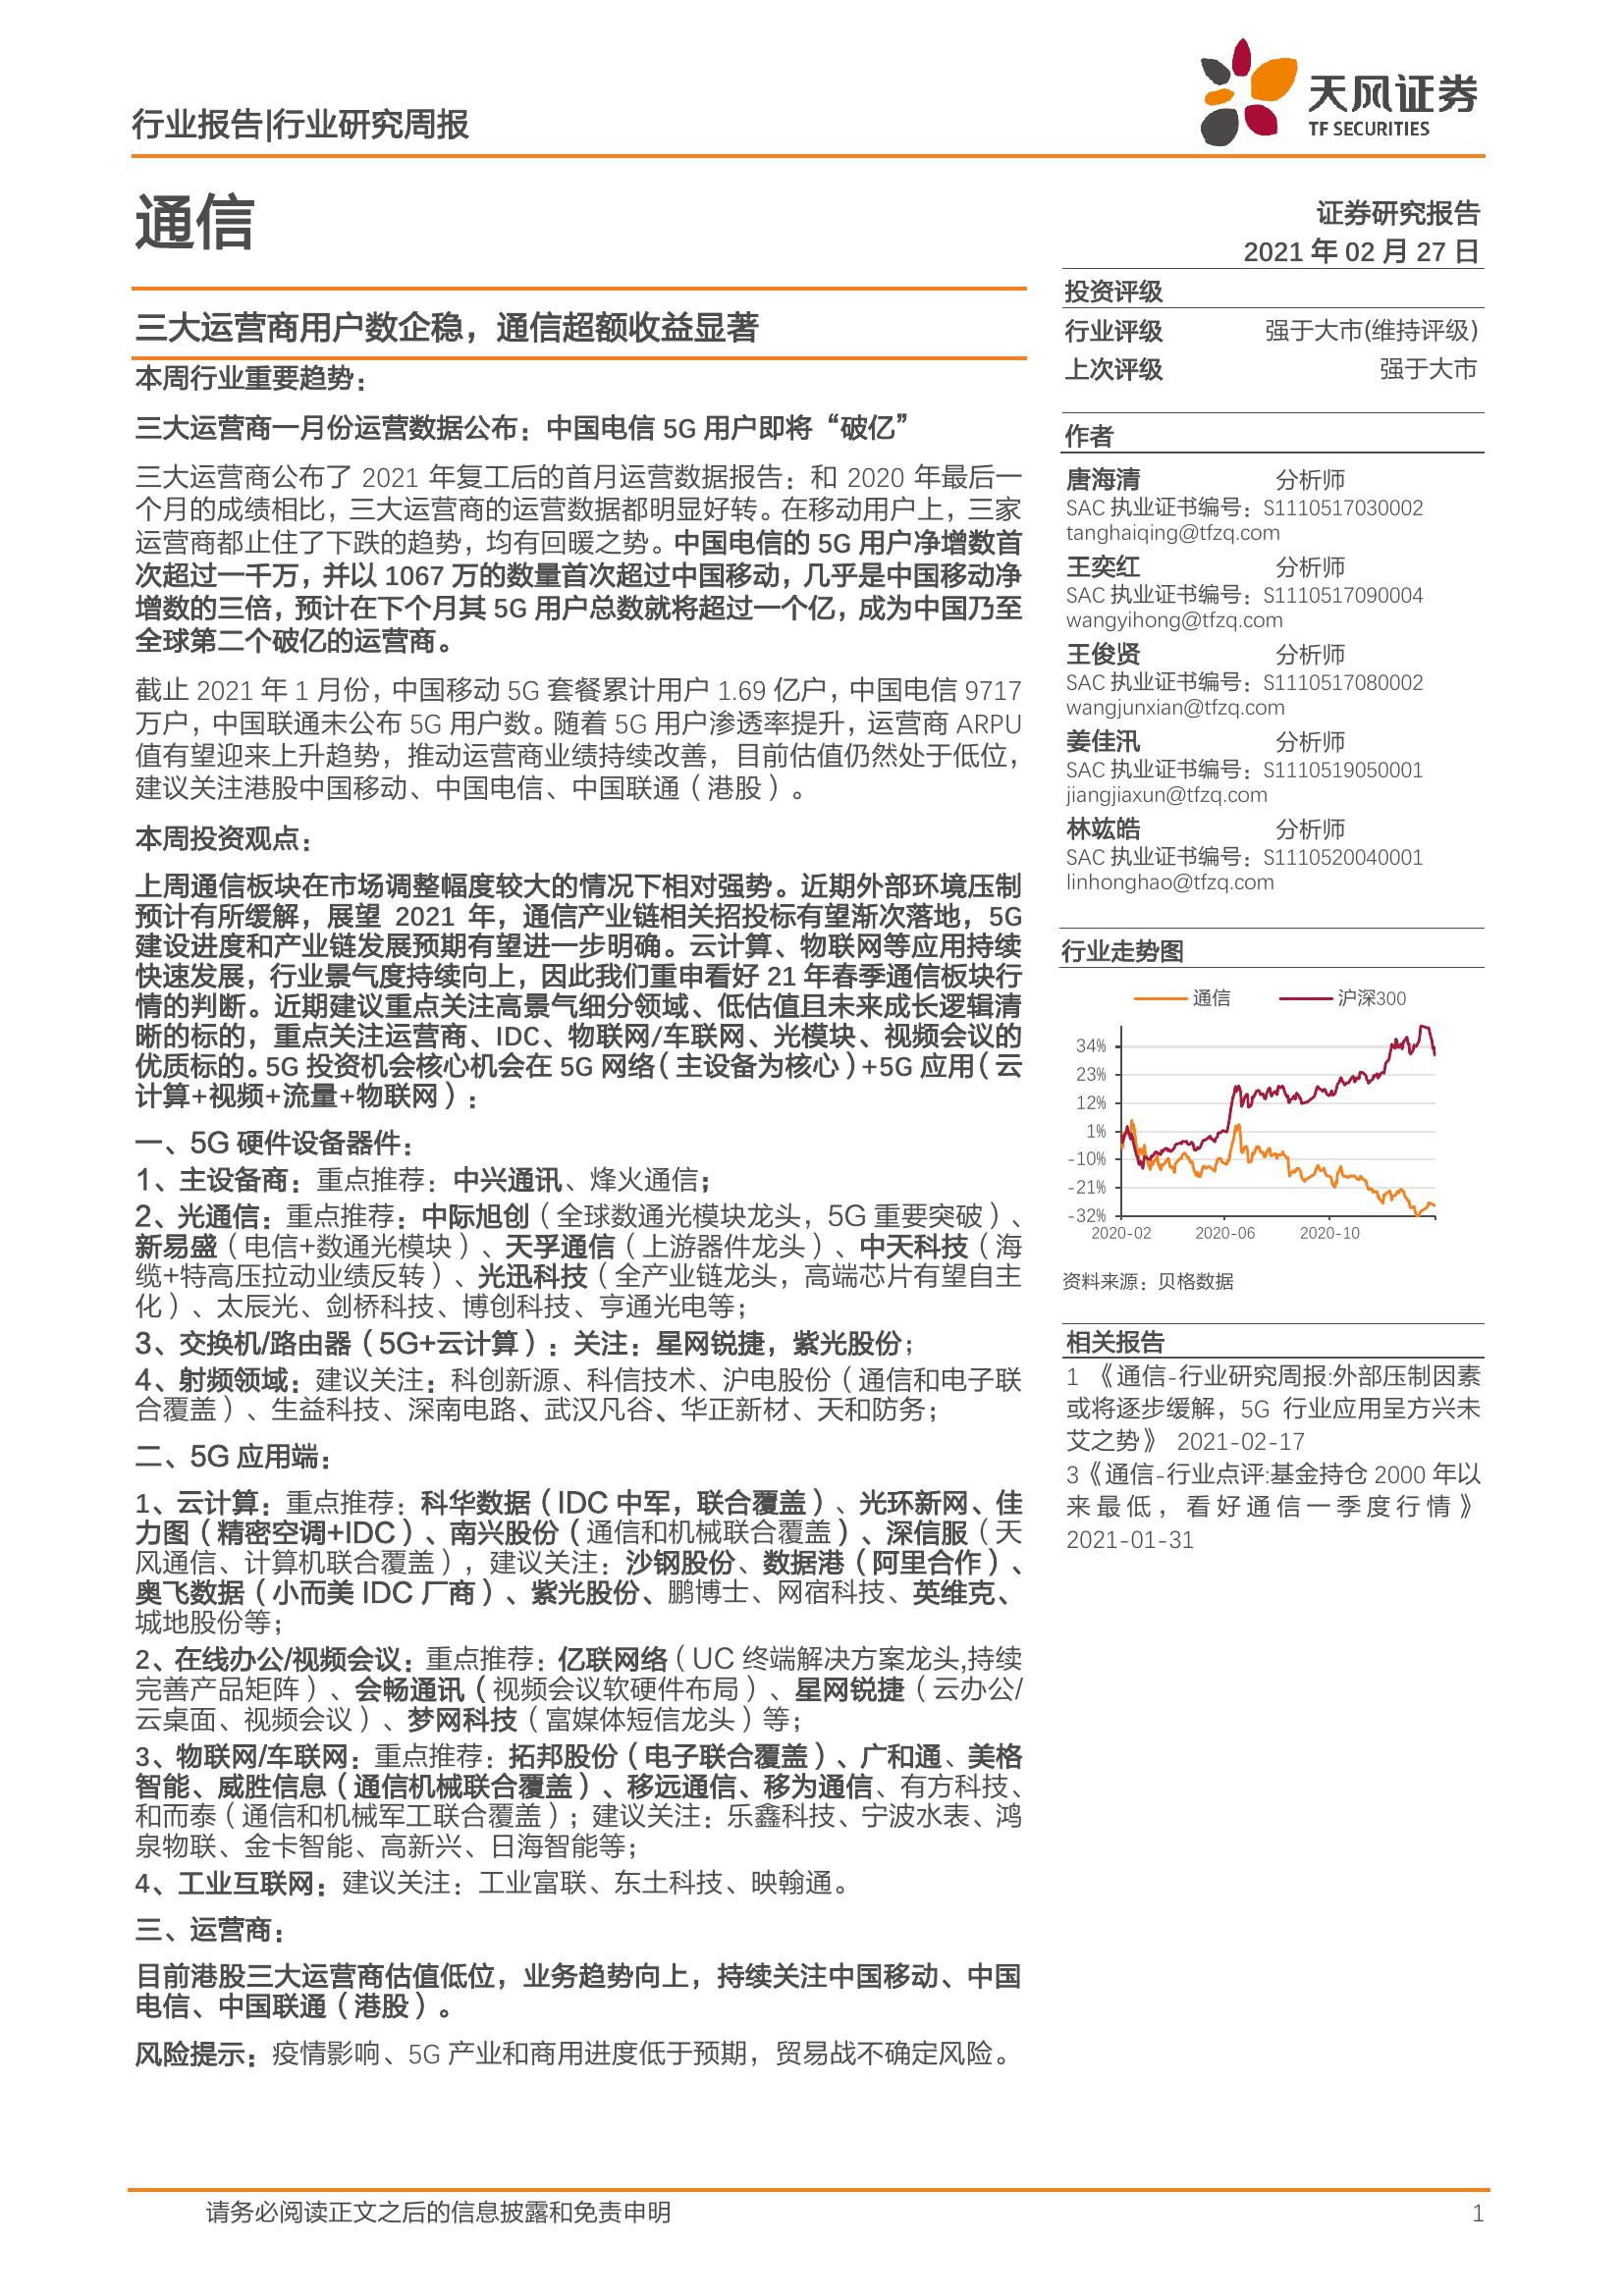 行业报告|行业研究周报
天风证券
TF SECURITIES
通信
证券研究报告
2021 年 02 月 27 日
三大运营商用户数企稳，通信超额收益显著
本周行业重要趋势：
三大运营商一月份运营数据公布：中国电信 5G 用户即将“破亿”
三大运营商公布了 2021 年复工后的首月运营数据报告：和 2020 年最后一
个月的成绩相比，三大运营商的运营数据都明显好转。在移动用户上，三家
运营商都止住了下跌的趋势，均有回暖之势。中国电信的 5G 用户净增数首
次超过一千万，并以 1067 万的数量首次超过中国移动，几乎是中国移动净
增数的三倍，预计在下个月其 5G 用户总数就将超过一个亿，成为中国乃至
全球第二个破亿的运营商。
截止 2021 年 1 月份，中国移动 5G 套餐累计用户 1.69 亿户，中国电信 9717
万户，中国联通未公布 5G 用户数。随着 5G 用户渗透率提升，运营商 ARPU
值有望迎来上升趋势，推动运营商业绩持续改善，目前估值仍然处于低位，
建议关注港股中国移动、中国电信、中国联通（港股）。
本周投资观点：
上周通信板块在市场调整幅度较大的情况下相对强势。近期外部环境压制
预计有所缓解，展望 2021 年，通信产业链相关招投标有望渐次落地，5G
建设进度和产业链发展预期有望进一步明确。云计算、物联网等应用持续
快速发展，行业景气度持续向上，因此我们重申看好 21 年春季通信板块行
情的判断。近期建议重点关注高景气细分领域、低估值且未来成长逻辑清
晰的标的，重点关注运营商、IDC、物联网/车联网、光模块、视频会议的
优质标的。5G 投资机会核心机会在 5G 网络（主设备为核心）+5G 应用（云
计算+视频+流量+物联网）：
一、5G 硬件设备器件：
1、主设备商：重点推荐：中兴通讯、烽火通信；
2、光通信：重点推荐：中际旭创（全球数通光模块龙头，5G 重要突破）、
新易盛（电信+数通光模块）、天孚通信（上游器件龙头）、中天科技（海
缆+特高压拉动业绩反转）、光迅科技（全产业链龙头，高端芯片有望自主
化）、太辰光、剑桥科技、博创科技、亨通光电等；
3、交换机/路由器（5G+云计算）：关注：星网锐捷，紫光股份；
4、射频领域：建议关注：科创新源、科信技术、沪电股份（通信和电子联
合覆盖）、生益科技、深南电路、武汉凡谷、华正新材、天和防务；
二、5G 应用端：
1、云计算：重点推荐：科华数据（IDC 中军，联合覆盖）、光环新网、佳
力图（精密空调+IDC）、南兴股份（通信和机械联合覆盖）、深信服（天
风通信、计算机联合覆盖），建议关注：沙钢股份、数据港（阿里合作）、
奥飞数据（小而美 IDC 厂商）、紫光股份、鹏博士、网宿科技、英维克、
城地股份等；
2、在线办公/视频会议：重点推荐：亿联网络（UC 终端解决方案龙头,持续
完善产品矩阵）、会畅通讯（视频会议软硬件布局）、星网锐捷（云办公/
云桌面、视频会议）、梦网科技（富媒体短信龙头）等；
3、物联网/车联网：重点推荐：拓邦股份（电子联合覆盖）、广和通、美格
智能、威胜信息（通信机械联合覆盖）、移远通信、移为通信、有方科技、
和而泰（通信和机械军工联合覆盖）；建议关注：乐鑫科技、宁波水表、鸿
泉物联、金卡智能、高新兴、日海智能等；
4、工业互联网：建议关注：工业富联、东土科技、映翰通。
三、运营商：
目前港股三大运营商估值低位，业务趋势向上，持续关注中国移动、中国
电信、中国联通（港股）。
风险提示：疫情影响、5G 产业和商用进度低于预期，贸易战不确定风险。
投资评级
行业评级 强于大市(维持评级)
上次评级 强于大市
作者
唐海清 分析师
SAC 执业证书编号：S1110517030002
tanghaiqing@tfzq.com
王奕红 分析师
SAC 执业证书编号：S1110517090004
wangyihong@tfzq.com
王俊贤 分析师
SAC 执业证书编号：S1110517080002
wangjunxian@tfzq.com
姜佳汛 分析师
SAC 执业证书编号：S1110519050001
jiangjiaxun@tfzq.com
林竑皓 分析师
SAC 执业证书编号：S1110520040001
linhonghao@tfzq.com
行业走势图
通信 沪深300
34%
23%
12%
1%
-10%
-21%
-32%
2020-02 2020-06 2020-10
资料来源：贝格数据
相关报告
1 《通信-行业研究周报:外部压制因素
或将逐步缓解，5G 行业应用呈方兴未
艾之势》 2021-02-17
3《通信-行业点评:基金持仓 2000 年以
来最低，看好通信一季度行情》
2021-01-31
请务必阅读正文之后的信息披露和免责申明 1